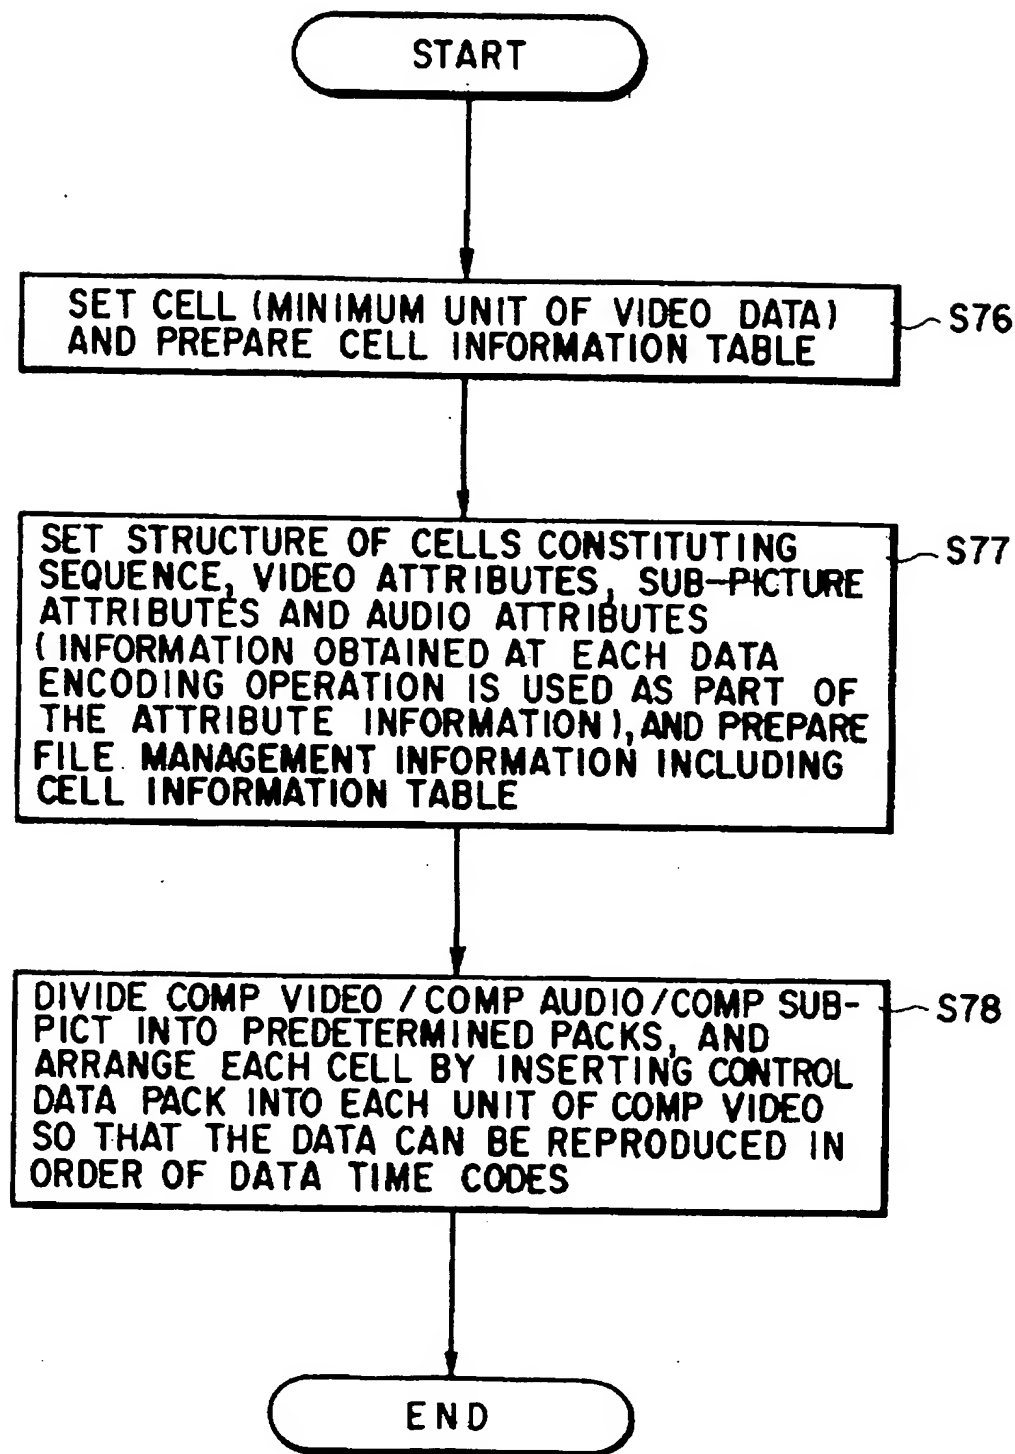 START
SET CELL (MINIMUM UNIT OF VIDEO DATA)
AND PREPARE CELL INFORMATION TABLE
S76
SET STRUCTURE OF CELLS CONSTITUTING
SEQUENCE, VIDEO ATTRIBUTES, SUB-PICTURE
ATTRIBUTES AND AUDIO ATTRIBUTES
(INFORMATION OBTAINED AT EACH DATA
ENCODING OPERATION IS USED AS PART OF
THE ATTRIBUTE INFORMATION), AND PREPARE
FILE MANAGEMENT INFORMATION INCLUDING
CELL INFORMATION TABLE
S77
DIVIDE COMP VIDEO / COMP AUDIO/COMP SUB-
PICT INTO PREDETERMINED PACKS, AND
ARRANGE EACH CELL BY INSERTING CONTROL
DATA PACK INTO EACH UNIT OF COMP VIDEO
SO THAT THE DATA CAN BE REPRODUCED IN
ORDER OF DATA TIME CODES
S78
END